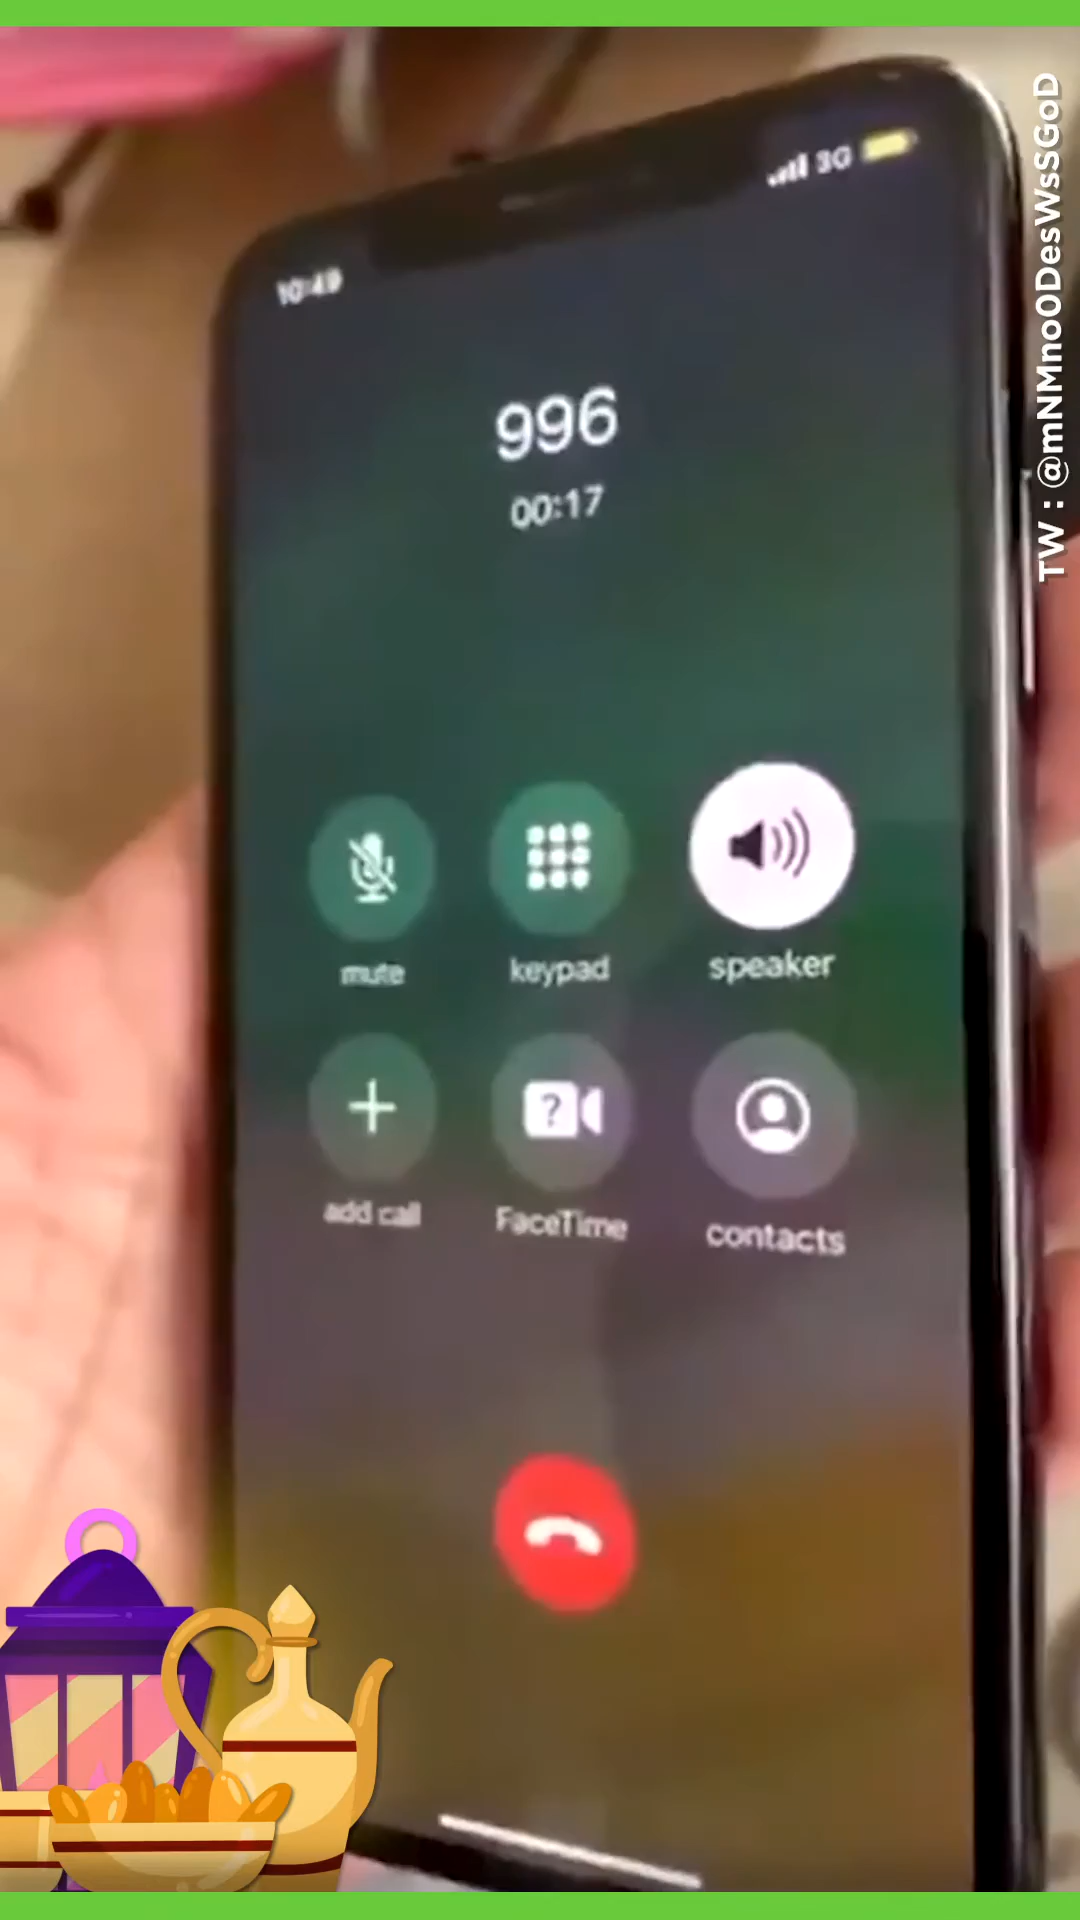 10:49
3G
996
00:17
mute
keypad
speaker
add call
FaceTime
contacts
TW : @mNMnoODesWsSGoD